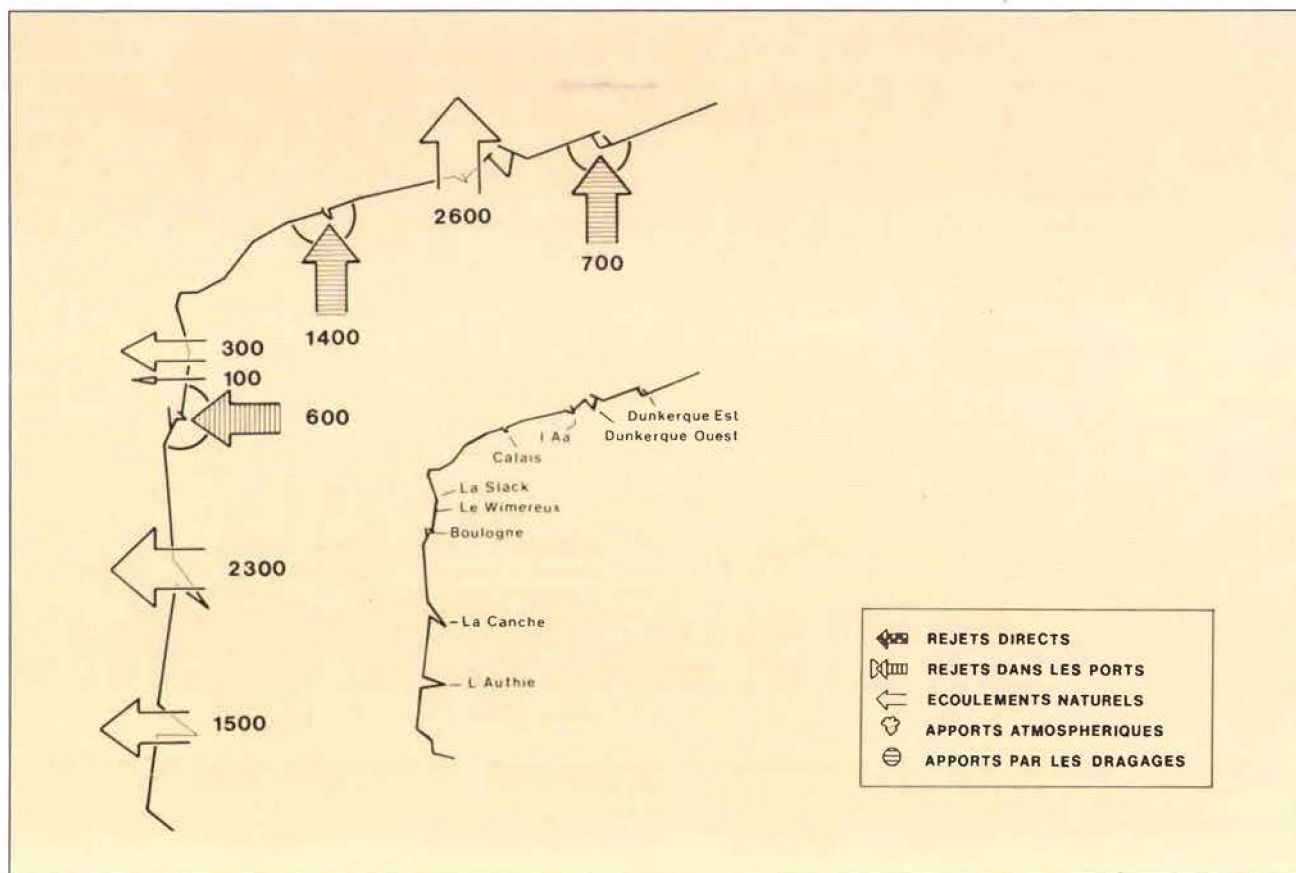 2600
700
1400
300
100
600
2300
1500
Dunkerque Est
Dunkerque Ouest
l Aa
Calais
La Slack
Le Wimereux
Boulogne
La Canche
L Authie
REJETS DIRECTS
REJETS DANS LES PORTS
ECOULEMENTS NATURELS
APPORTS ATMOSPHERIQUES
APPORTS PAR LES DRAGAGES